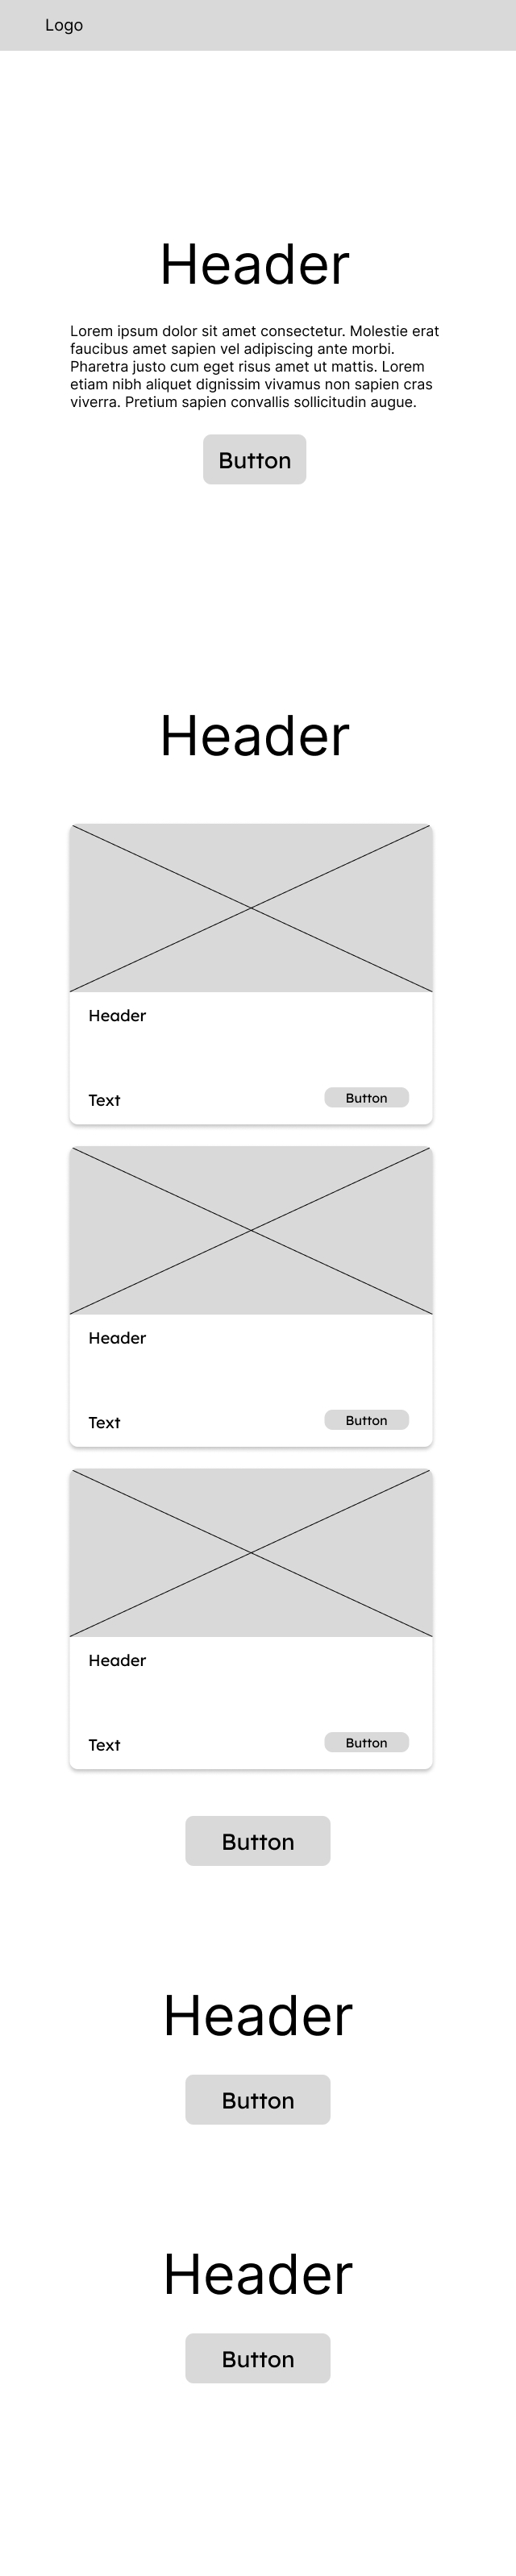 Logo
Header
Lorem ipsum dolor sit amet consectetur. Molestie erat
faucibus amet sapien vel adipiscing ante morbi.
Pharetra justo cum eget risus amet ut mattis. Lorem
etiam nibh aliquet dignissim vivamus non sapien cras
viverra. Pretium sapien convallis sollicitudin augue.
Button
Header
Header
Text
Button
Header
Text
Button
Header
Text
Button
Button
Header
Button
Header
Button